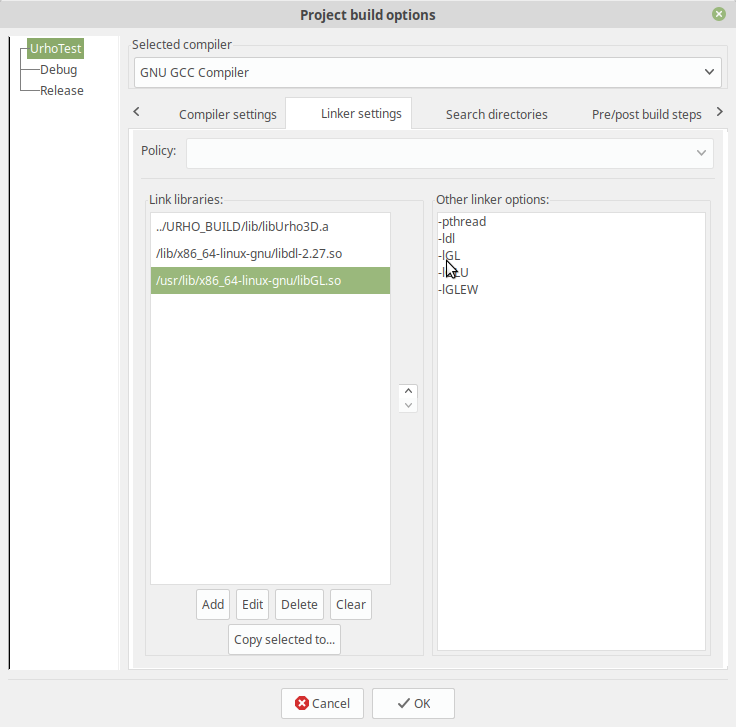 Project build options
UrhoTest
Debug
Release
Selected compiler
GNU GCC Compiler
Compiler settings
Linker settings
Search directories
Pre/post build steps
Policy:
Link libraries:
../URHO_BUILD/lib/libUrho3D.a
/lib/x86_64-linux-gnu/libdl-2.27.so
/usr/lib/x86_64-linux-gnu/libGL.so
Other linker options:
-pthread
-ldl
-lGL
-lGLEW
Add
Edit
Delete
Clear
Copy selected to...
Cancel
OK